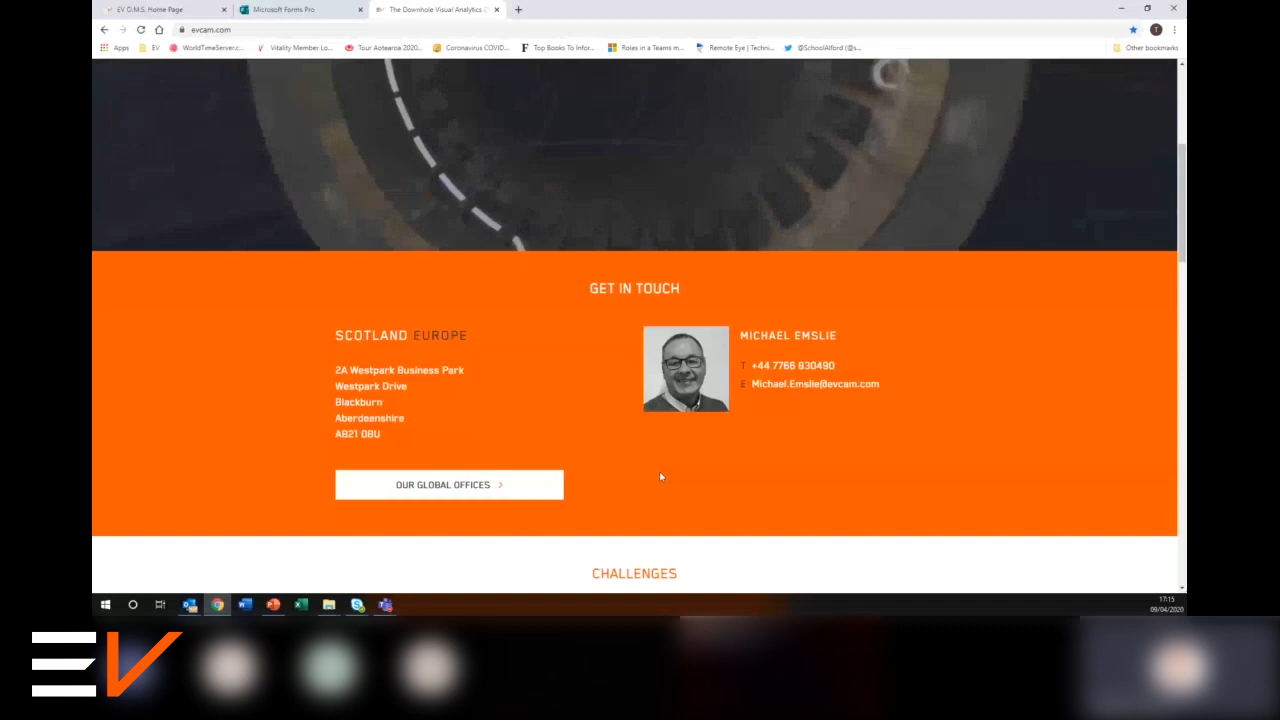 EV O.M.S. Home Page
Microsoft Forms Pro
The Downhole Visual Analytics
evcam.com
T
Apps
EV
WorldTimeServer.c...
Vitality Member Lo...
Tour Aotearoa 2020...
Coronavirus COVID...
Top Books To Infor...
Roles in a Teams m...
Remote Eye | Techni...
@SchoolAlford (@s...
Other bookmarks
GET IN TOUCH
SCOTLAND EUROPE
2A Westpark Business Park
Westpark Drive
Blackburn
Aberdeenshire
AB21 0BU
OUR GLOBAL OFFICES >
MICHAEL EMSLIE
T +44 7766 830490
E Michael.Emslie@evcam.com
CHALLENGES
17:15
09/04/2020
EV